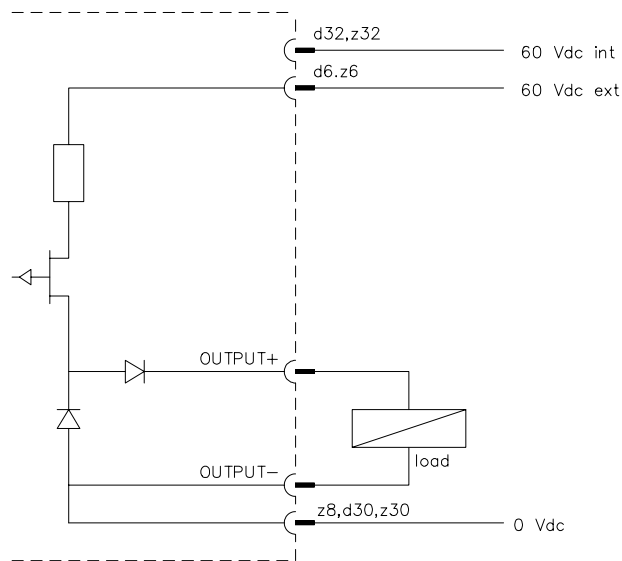 d32,z32
60 Vdc int
d6.z6
60 Vdc ext
OUTPUT+
OUTPUT-
load
z8,d30,z30
0 Vdc